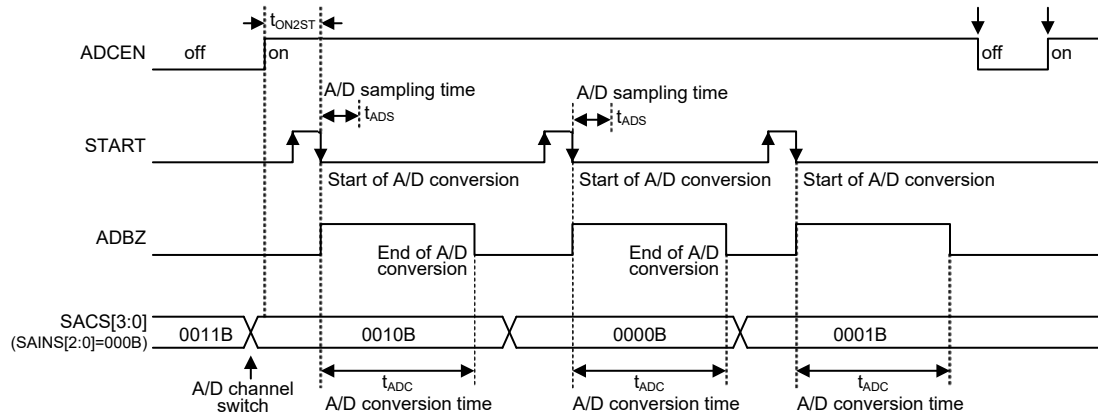 tON2ST
ADCEN
off
on
off
on
A/D sampling time
A/D sampling time
tADS
tADS
START
Start of A/D conversion
Start of A/D conversion
Start of A/D conversion
ADBZ
End of A/D
conversion
End of A/D
conversion
SACS[3:0]
(SAINS[2:0]=000B)
0011B
0010B
0000B
0001B
A/D channel
switch
tADC
A/D conversion time
tADC
A/D conversion time
tADC
A/D conversion time